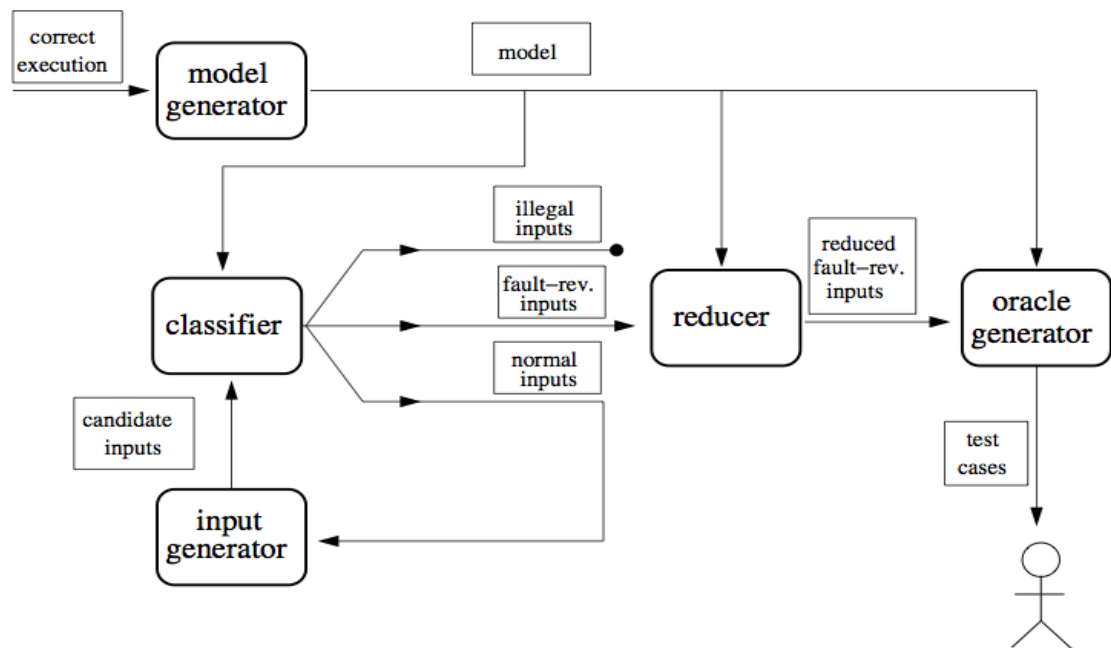 correct
execution
model
generator
model
illegal
inputs
fault−rev.
inputs
normal
inputs
classifier
reducer
reduced
fault−rev.
inputs
oracle
generator
candidate
inputs
input
generator
test
cases